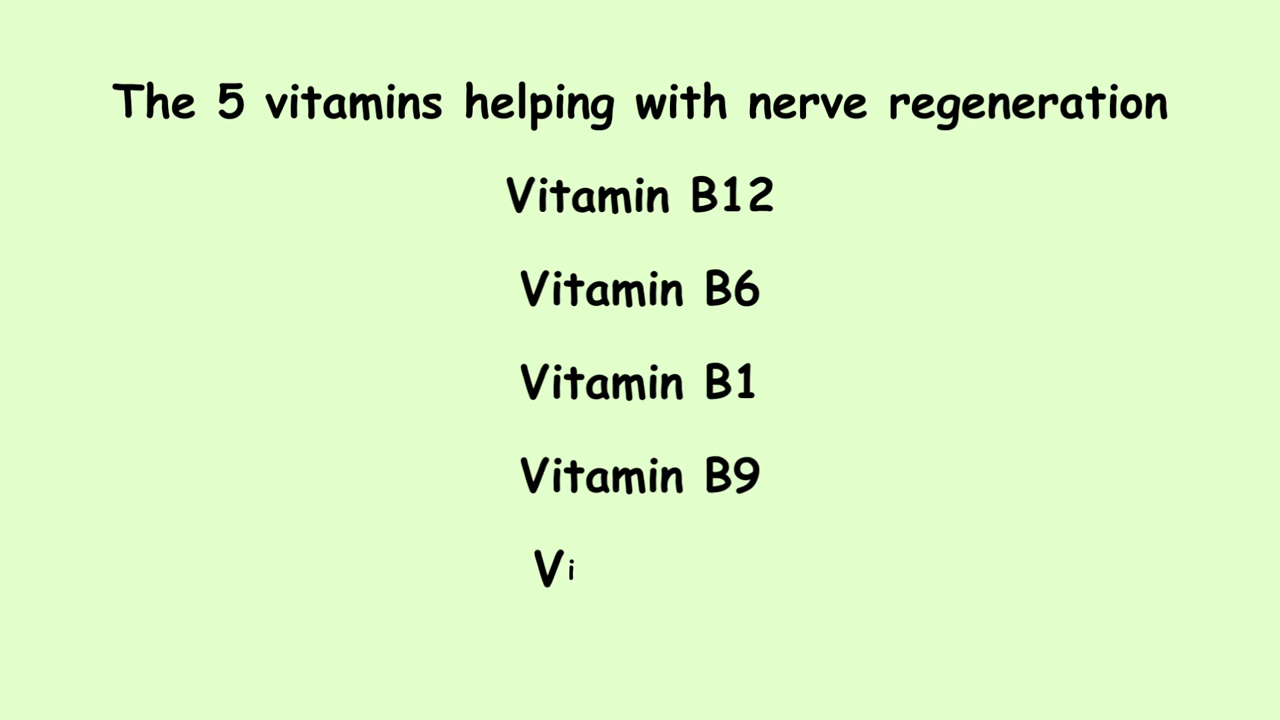 The 5 vitamins helping with nerve regeneration
Vitamin B12
Vitamin B6
Vitamin B1
Vitamin B9
Vi